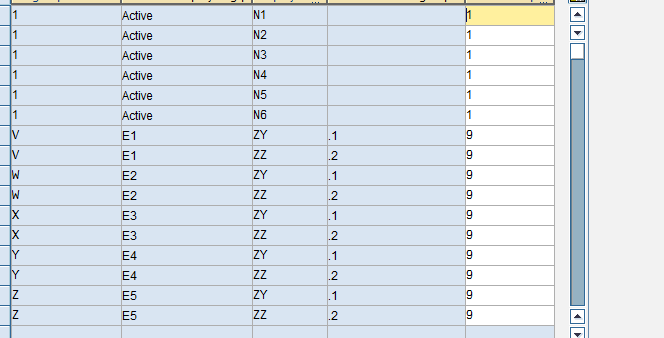 1 Active N1 1
1 Active N2 1
1 Active N3 1
1 Active N4 1
1 Active N5 1
1 Active N6 1
V E1 ZY .1 9
V E1 ZZ .2 9
W E2 ZY .1 9
W E2 ZZ .2 9
X E3 ZY .1 9
X E3 ZZ .2 9
Y E4 ZY .1 9
Y E4 ZZ .2 9
Z E5 ZY .1 9
Z E5 ZZ .2 9